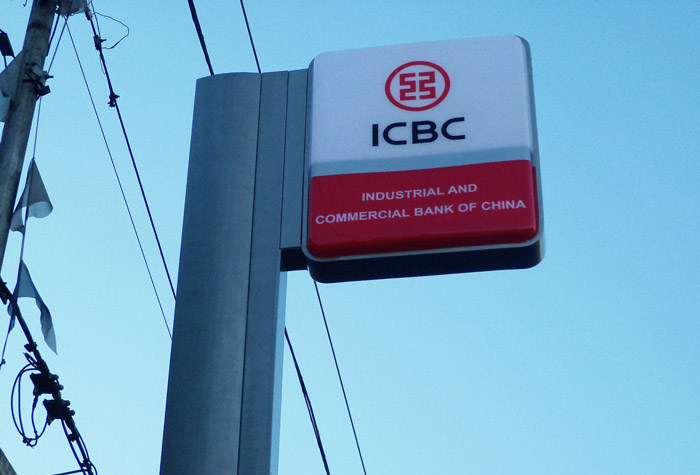 ICBC
INDUSTRIAL AND
COMMERCIAL BANK OF CHINA